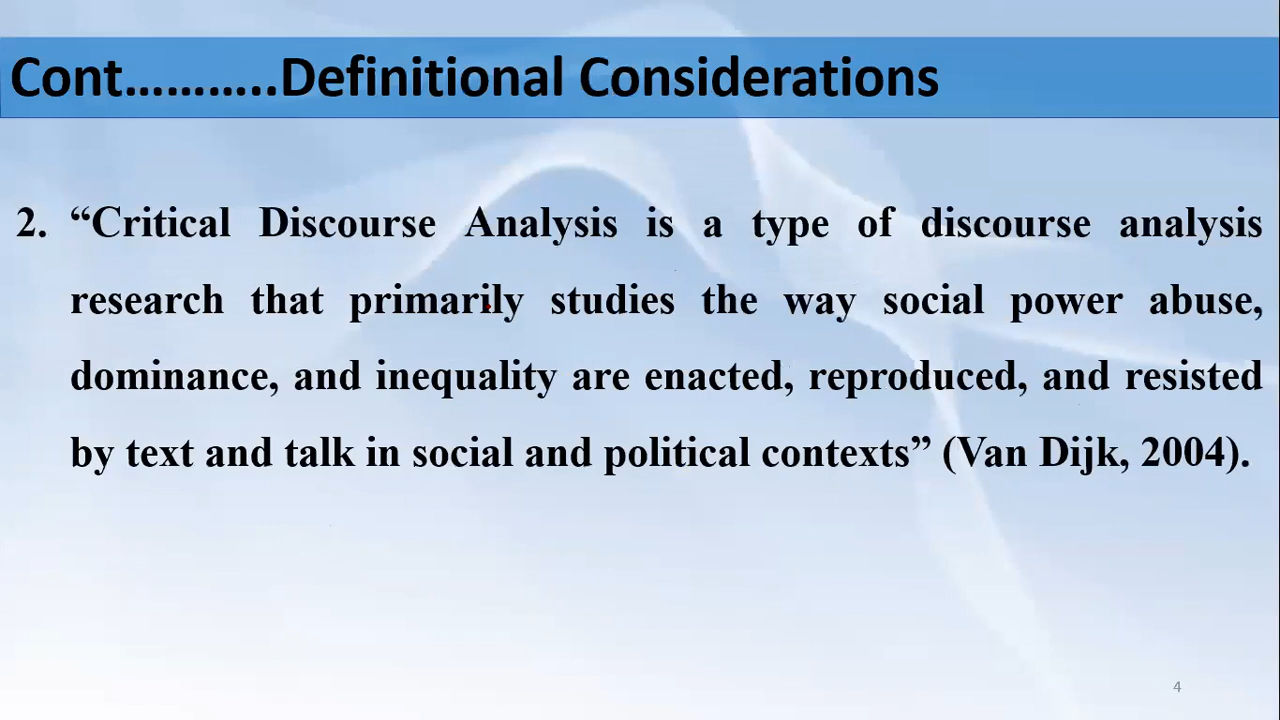 Cont………..Definitional Considerations
2. “Critical Discourse Analysis is a type of discourse analysis
research that primarily studies the way social power abuse,
dominance, and inequality are enacted, reproduced, and resisted
by text and talk in social and political contexts” (Van Dijk, 2004).
4